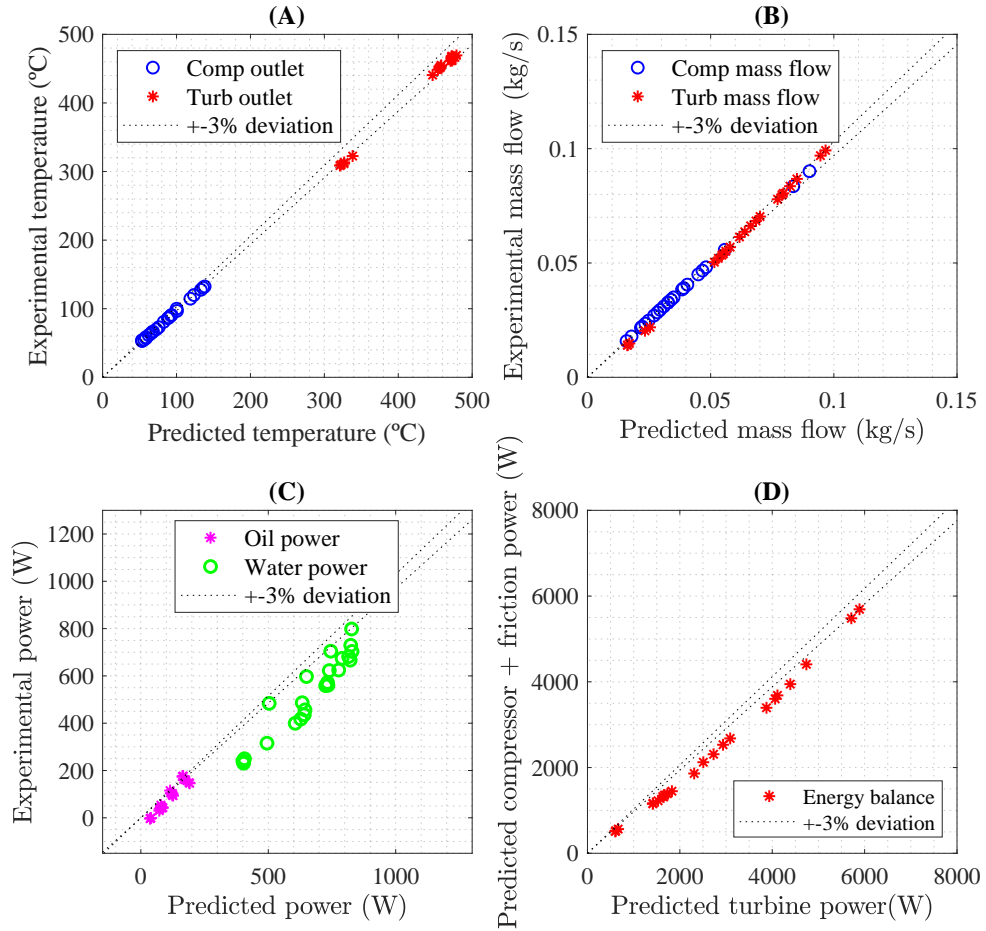 (A)
Experimental temperature (ºC)
500
400
300
200
100
0
Comp outlet
Turb outlet
+-3% deviation
0 100 200 300 400 500
Predicted temperature (ºC)
(B)
Experimental mass flow (kg/s)
0.15
0.1
0.05
0
Comp mass flow
Turb mass flow
+-3% deviation
0 0.05 0.1 0.15
Predicted mass flow (kg/s)
(C)
Experimental power (W)
1200
1000
800
600
400
200
0
Oil power
Water power
+-3% deviation
0 500 1000
Predicted power (W)
(D)
Predicted compressor + friction power (W)
8000
6000
4000
2000
0
Energy balance
+-3% deviation
0 2000 4000 6000 8000
Predicted turbine power(W)